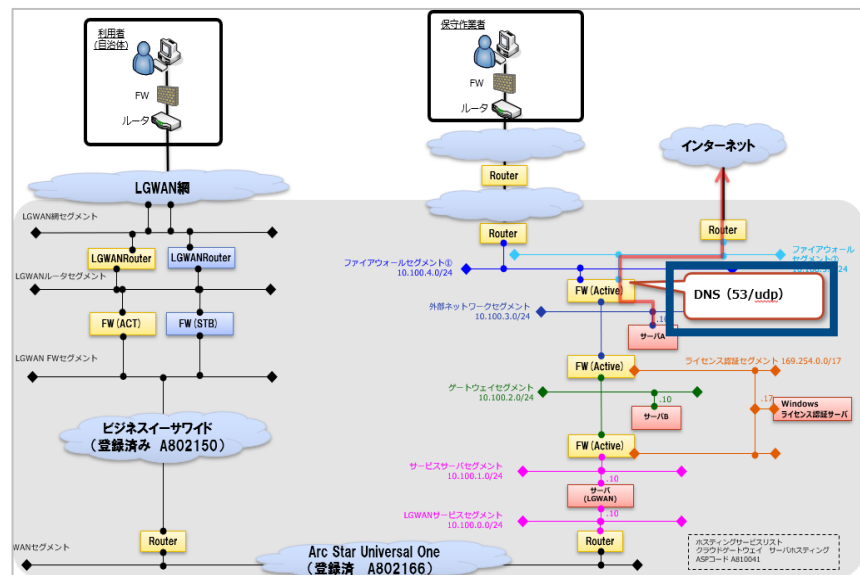 利用者
(自治体)
FW
ルータ
保守作業者
FW
ルータ
インターネット
LGWAN網
Router
Router
Router
LGWAN網セグメント
LGWANRouter
LGWANRouter
ファイアウォール
セグメント②
ファイアウォールセグメント①
10.100.4.0/24
LGWANルータセグメント
FW(Active)
DNS（53/udp）
外部ネットワークセグメント
10.100.3.0/24
.10
サーバA
FW(ACT)
FW(STB)
LGWAN FWセグメント
FW(Active)
ライセンス認証セグメント 169.254.0.0/17
ゲートウェイセグメント
10.100.2.0/24
.10
サーバB
.17
Windows
ライセンス認証サーバ
ビジネスイーサワイド
（登録済み A802150）
FW(Active)
サービスサーバセグメント
10.100.1.0/24
.10
サーバ
(LGWAN)
.10
LGWANサービスセグメント
10.100.0.0/24
Router
Router
WANセグメント
Arc Star Universal One
（登録済 A802166）
ホスティングサービスリスト
クラウドゲートウェイ　サーバホスティング
ASPコード A810041